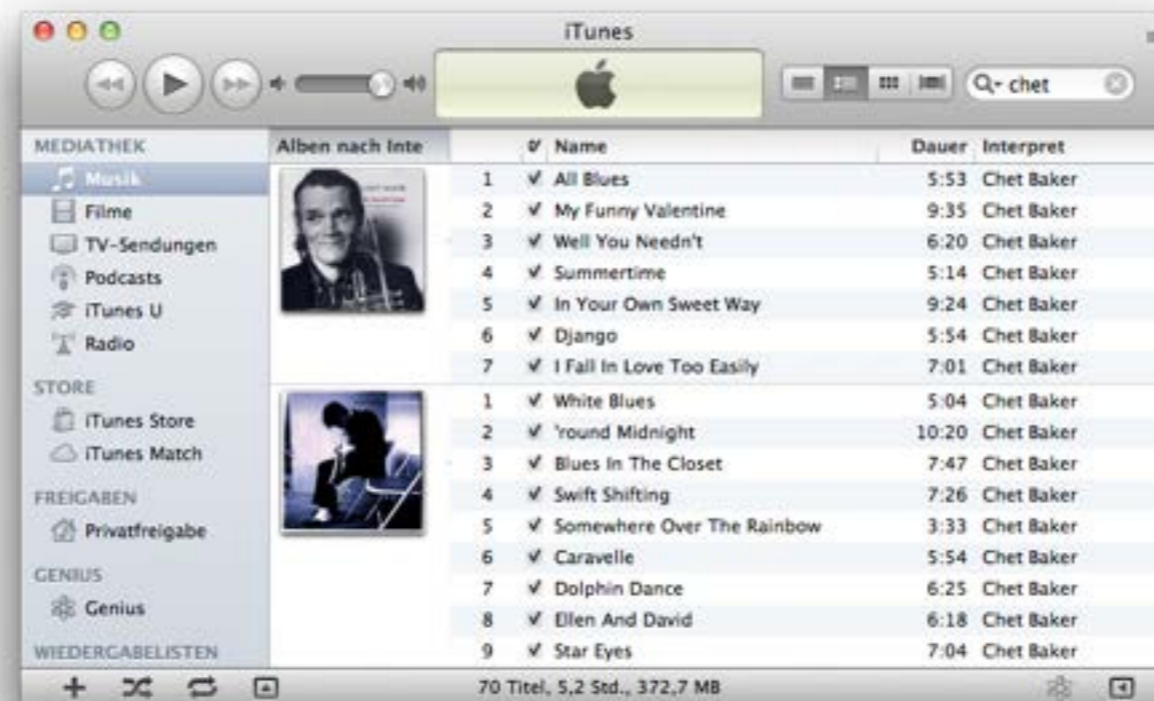 iTunes
chet
MEDIATHEK
Musik
Filme
TV-Sendungen
Podcasts
iTunes U
Radio
STORE
iTunes Store
iTunes Match
FREIGABEN
Privatfreigabe
GENIUS
Genius
WIEDERGABELISTEN
Alben nach Inte Name Dauer Interpret
1 All Blues 5:53 Chet Baker
2 My Funny Valentine 9:35 Chet Baker
3 Well You Needn't 6:20 Chet Baker
4 Summertime 5:14 Chet Baker
5 In Your Own Sweet Way 9:24 Chet Baker
6 Django 5:54 Chet Baker
7 I Fall In Love Too Easily 7:01 Chet Baker
1 White Blues 5:04 Chet Baker
2 'round Midnight 10:20 Chet Baker
3 Blues In The Closet 7:47 Chet Baker
4 Swift Shifting 7:26 Chet Baker
5 Somewhere Over The Rainbow 3:33 Chet Baker
6 Caravelle 5:54 Chet Baker
7 Dolphin Dance 6:25 Chet Baker
8 Ellen And David 6:18 Chet Baker
9 Star Eyes 7:04 Chet Baker
70 Titel, 5,2 Std., 372,7 MB